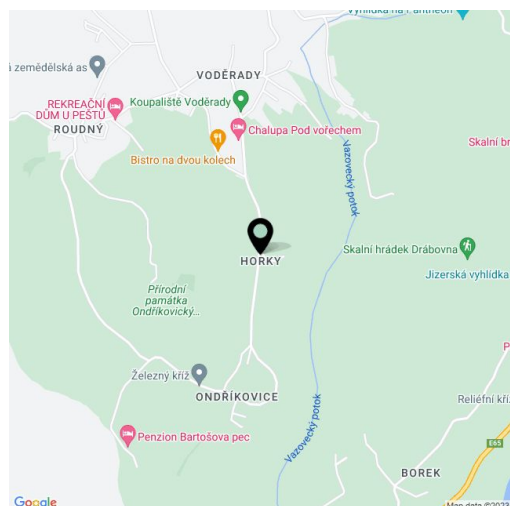 Vyhlídka na Pantheon
á zemědělská as
VODĚRADY
REKREAČNÍ
DŮM U PEŠTŮ
Koupaliště Voděrady
ROUDNÝ
Chalupa Pod vořechem
Bistro na dvou kolech
Vazovecký potok
Skalní br
Skalní hrádek Drábovna
HORKY
Jizerská vyhlídka
Přírodní
památka
Ondříkovický...
P
Železný kříž
ONDŘÍKOVICE
Reliéfní kří.
Vazovecký potok
Penzion Bartošova pec
E65
BOREK
Google
Map data ©2023